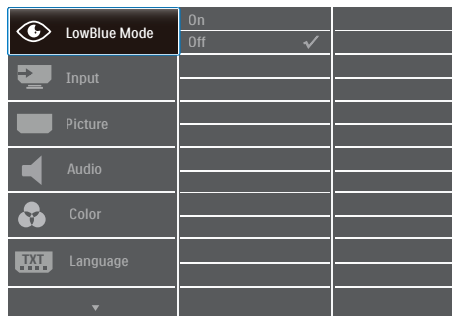 LowBlue Mode
On
Off
Input
Picture
Audio
Color
TXT
Language